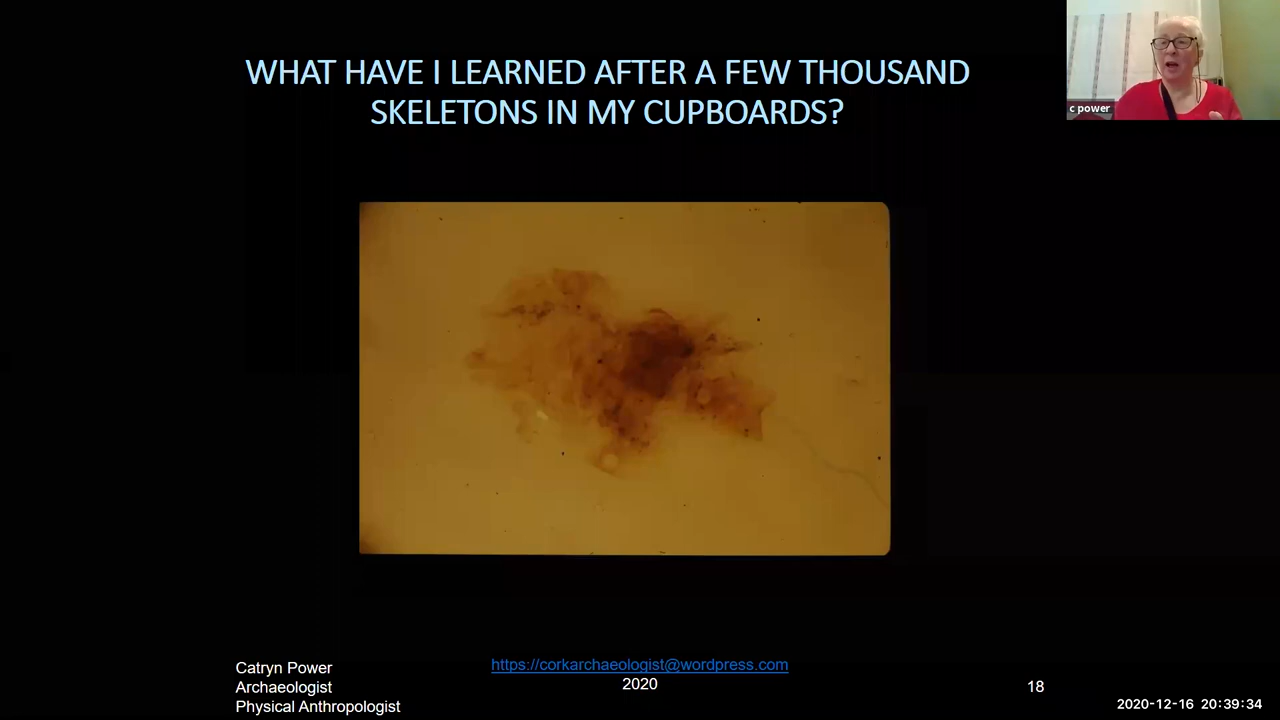 WHAT HAVE I LEARNED AFTER A FEW THOUSAND
SKELETONS IN MY CUPBOARDS?
c power
Catryn Power
Archaeologist
Physical Anthropologist
https://corkarchaeologist@wordpress.com
2020
18
2020-12-16 20:39:34